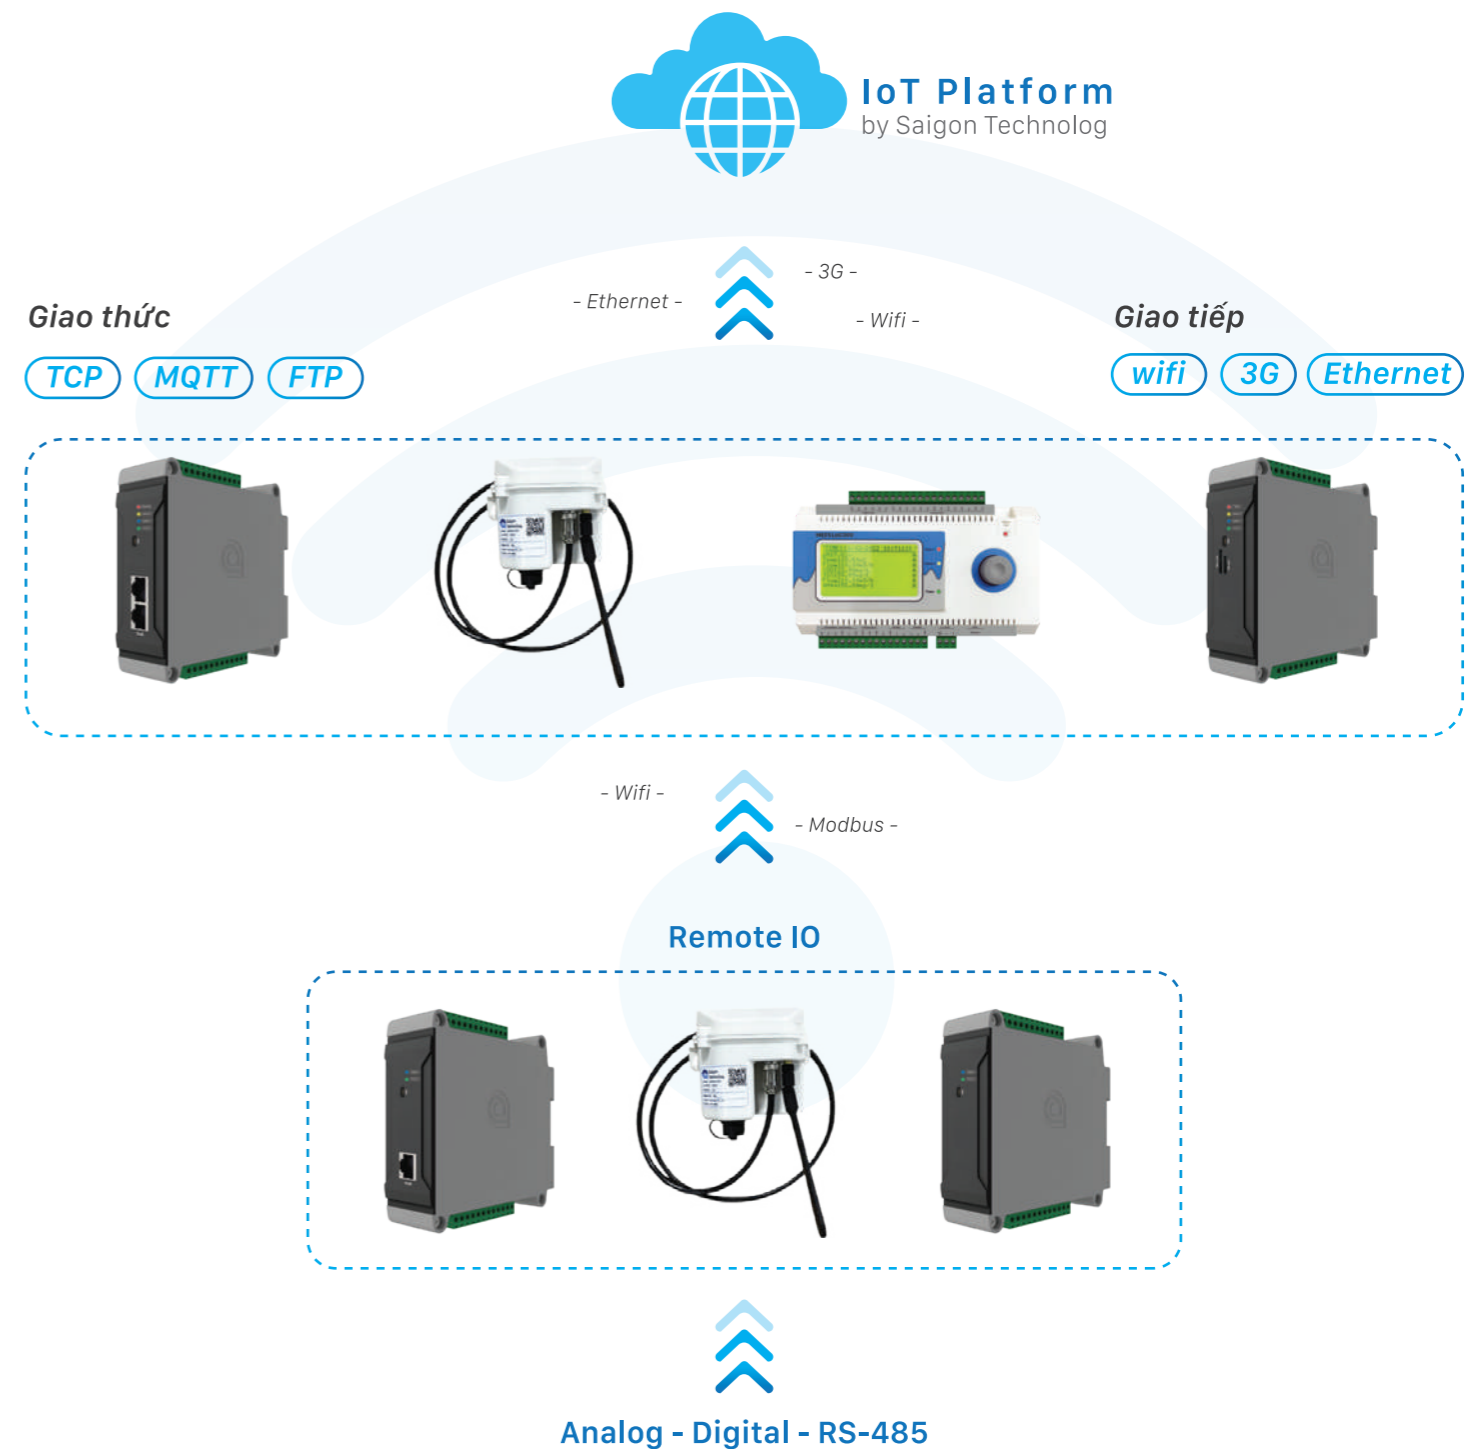 IoT Platform
by Saigon Technolog
- 3G -
- Ethernet -
- Wifi -
Giao thức
Giao tiếp
TCP
MQTT
FTP
wifi
3G
Ethernet
- Wifi -
- Modbus -
Remote IO
Analog - Digital - RS-485